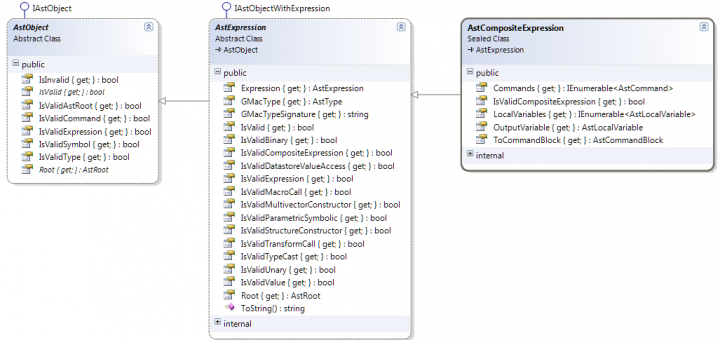 IAstObject
AstObject
Abstract Class
public
IsInvalid { get; } : bool
IsValid { get; } : bool
IsValidAstRoot { get; } : bool
IsValidCommand { get; } : bool
IsValidExpression { get; } : bool
IsValidSymbol { get; } : bool
IsValidType { get; } : bool
Root { get; } : AstRoot
IAstObjectWithExpression
AstExpression
Abstract Class
→ AstObject
public
Expression { get; } : AstExpression
GMacType { get; } : AstType
GMacTypeSignature { get; } : string
IsValid { get; } : bool
IsValidBinary { get; } : bool
IsValidCompositeExpression { get; } : bool
IsValidDatastoreValueAccess { get; } : bool
IsValidExpression { get; } : bool
IsValidMacroCall { get; } : bool
IsValidMultivectorConstructor { get; } : bool
IsValidParametricSymbolic { get; } : bool
IsValidStructureConstructor { get; } : bool
IsValidTransformCall { get; } : bool
IsValidTypeCast { get; } : bool
IsValidUnary { get; } : bool
IsValidValue { get; } : bool
Root { get; } : AstRoot
ToString() : string
internal
AstCompositeExpression
Sealed Class
→ AstExpression
public
Commands { get; } : IEnumerable<AstCommand>
IsValidCompositeExpression { get; } : bool
LocalVariables { get; } : IEnumerable<AstLocalVariable>
OutputVariable { get; } : AstLocalVariable
ToCommandBlock { get; } : AstCommandBlock
internal